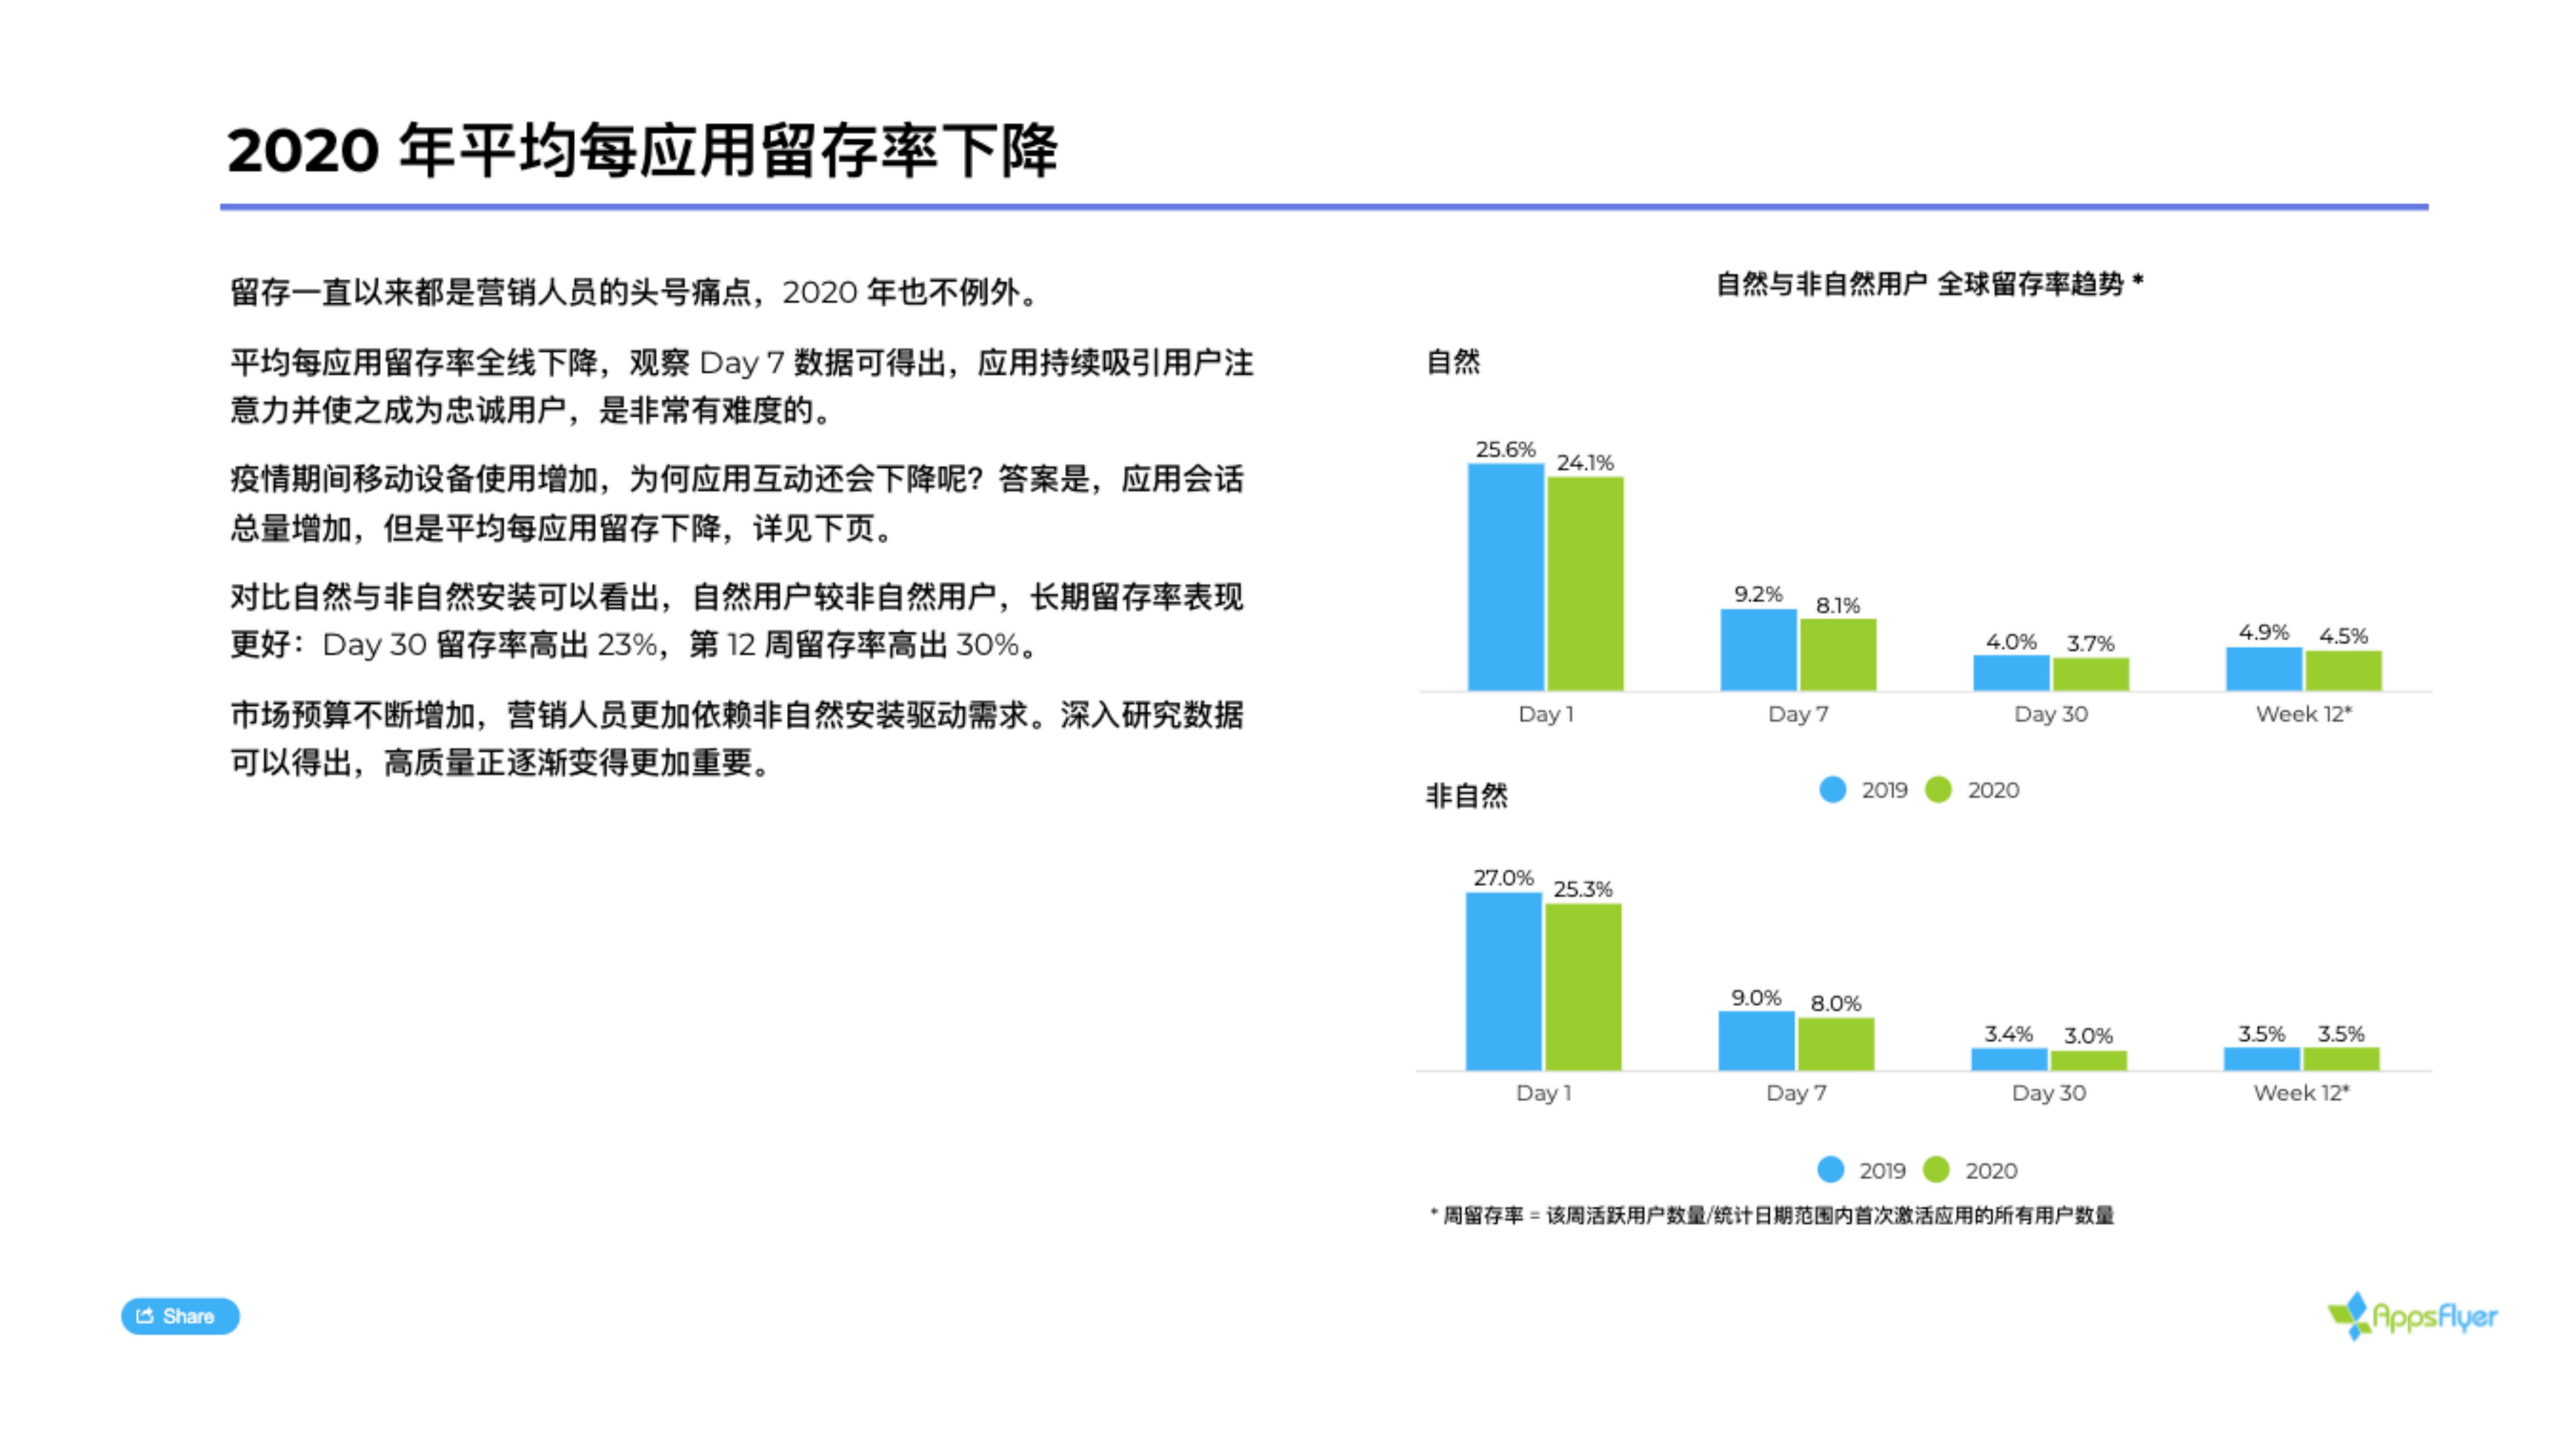 2020 年平均每应用留存率下降
留存一直以来都是营销人员的头号痛点，2020 年也不例外。
平均每应用留存率全线下降，观察 Day 7 数据可得出，应用持续吸引用户注
意力并使之成为忠诚用户，是非常有难度的。
疫情期间移动设备使用增加，为何应用互动还会下降呢？答案是，应用会话
总量增加，但是平均每应用留存下降，详见下页。
对比自然与非自然安装可以看出，自然用户较非自然用户，长期留存率表现
更好：Day 30 留存率高出 23%，第 12 周留存率高出 30%。
市场预算不断增加，营销人员更加依赖非自然安装驱动需求。深入研究数据
可以得出，高质量正逐渐变得更加重要。
自然与非自然用户 全球留存率趋势 *
自然
25.6% 24.1% 9.2% 8.1% 4.0% 3.7% 4.9% 4.5%
Day 1 Day 7 Day 30 Week 12*
2019 2020
非自然
27.0% 25.3% 9.0% 8.0% 3.4% 3.0% 3.5% 3.5%
Day 1 Day 7 Day 30 Week 12*
2019 2020
* 周留存率 = 该周活跃用户数量/统计日期范围内首次激活应用的所有用户数量
Share
AppsFlyer